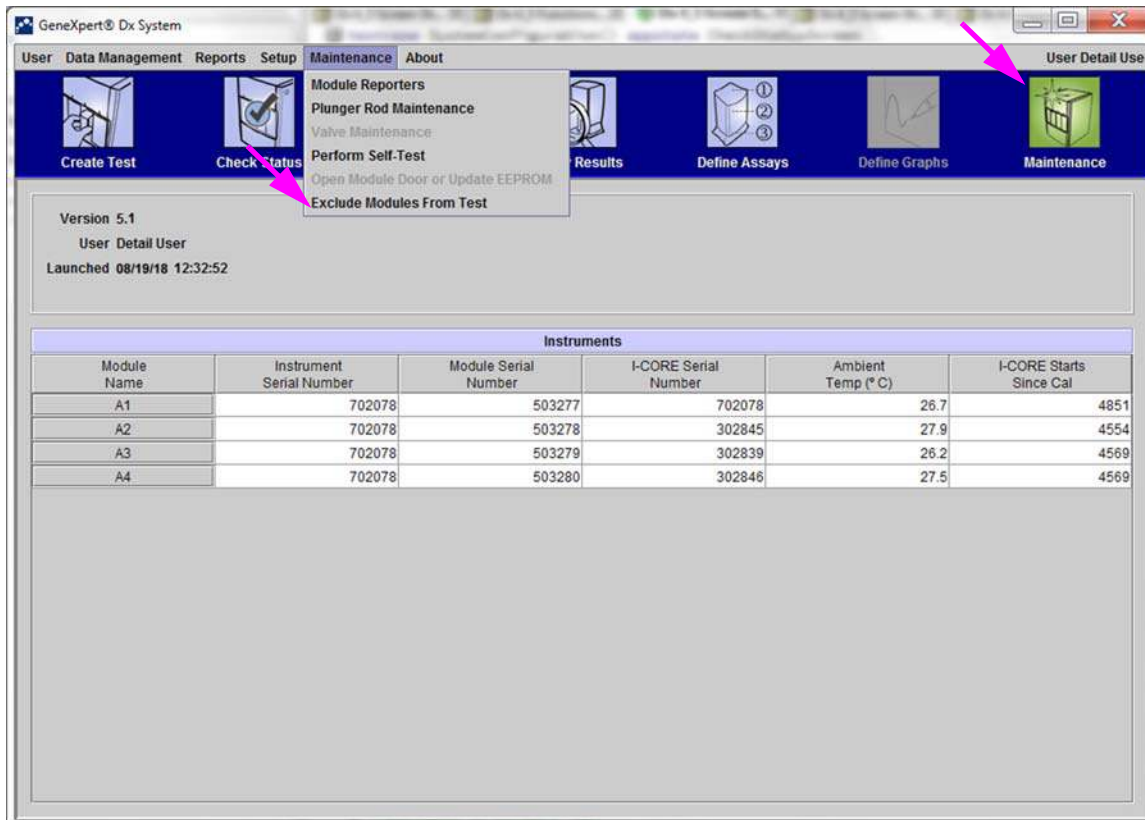 GeneXpert® Dx System
User Data Management Reports Setup Maintenance About User Detail Use
Module Reporters
Plunger Rod Maintenance
Valve Maintenance
Perform Self-Test
Open Module Door or Update EEPROM
Exclude Modules From Test
Create Test Check Status Results Define Assays Define Graphs Maintenance
Version 5.1
User Detail User
Launched 08/19/18 12:32:52
Instruments
Module Name Instrument Serial Number Module Serial Number I-CORE Serial Number Ambient Temp (° C) I-CORE Starts Since Cal
A1 702078 503277 702078 26.7 4851
A2 702078 503278 302845 27.9 4554
A3 702078 503279 302839 26.2 4569
A4 702078 503280 302846 27.5 4569